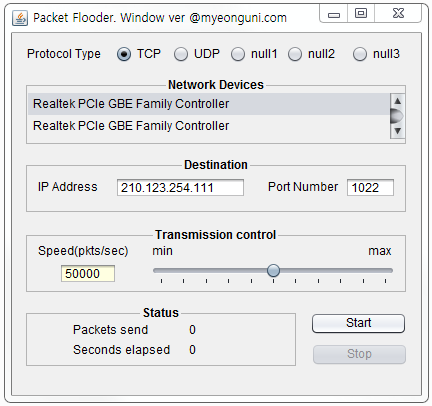 Packet Flooder. Window ver @myeonguni.com
Protocol Type TCP UDP null1 null2 null3
Network Devices
Realtek PCIe GBE Family Controller
Realtek PCIe GBE Family Controller
Destination
IP Address 210.123.254.111 Port Number 1022
Transmission control
Speed(pkts/sec) min max
50000
Status
Packets send 0
Seconds elapsed 0
Start
Stop